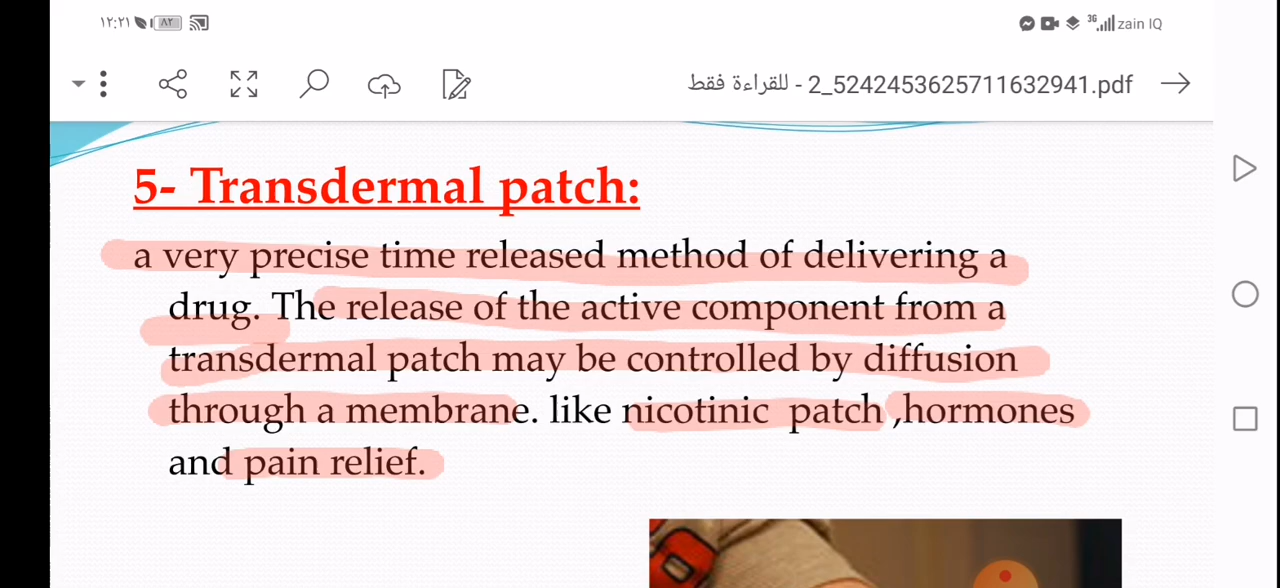 ١٢:٢١
٨٢
3G
zain IQ
2_5242453625711632941.pdf - للقراءة فقط
5- Transdermal patch:
a very precise time released method of delivering a
drug. The release of the active component from a
transdermal patch may be controlled by diffusion
through a membrane. like nicotinic patch ,hormones
and pain relief.